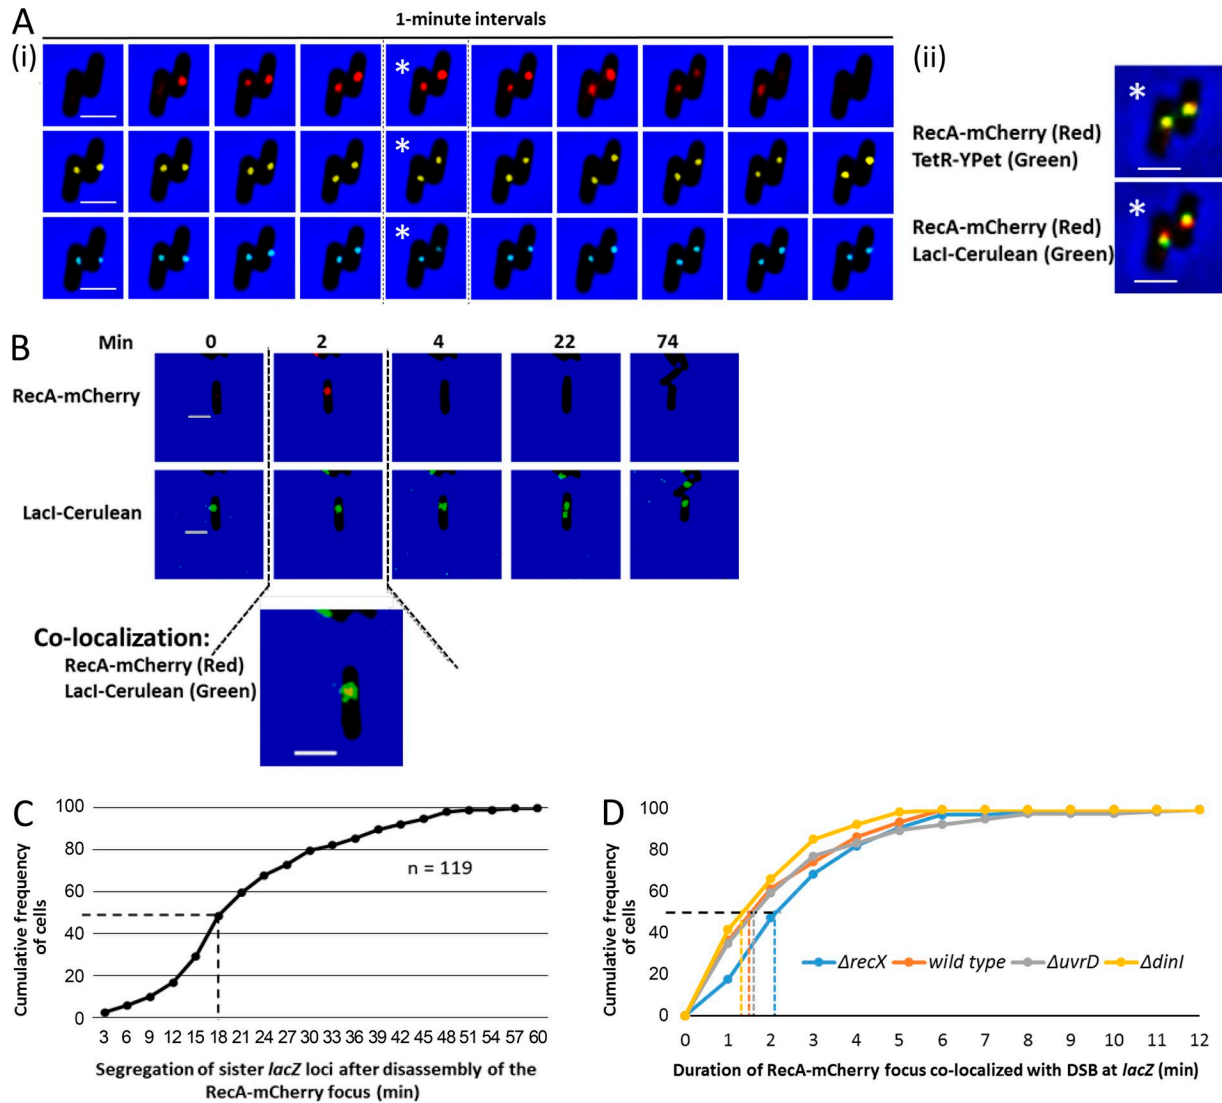 A
1-minute intervals
(i)
*
*
*
(ii)
RecA-mCherry (Red)
TetR-YPet (Green)
*
RecA-mCherry (Red)
LacI-Cerulean (Green)
*
B
Min 0 2 4 22 74
RecA-mCherry
LacI-Cerulean
Co-localization:
RecA-mCherry (Red)
LacI-Cerulean (Green)
C
100
80
60
40
20
0
Cumulative frequency
of cells
n = 119
3 6 9 12 15 18 21 24 27 30 33 36 39 42 45 48 51 54 57 60
Segregation of sister lacZ loci after disassembly of the
RecA-mCherry focus (min)
D
100
80
60
40
20
0
Cumulative frequency
of cells
ΔrecX wild type ΔuvrD ΔdinI
0 1 2 3 4 5 6 7 8 9 10 11 12
Duration of RecA-mCherry focus co-localized with DSB at lacZ (min)